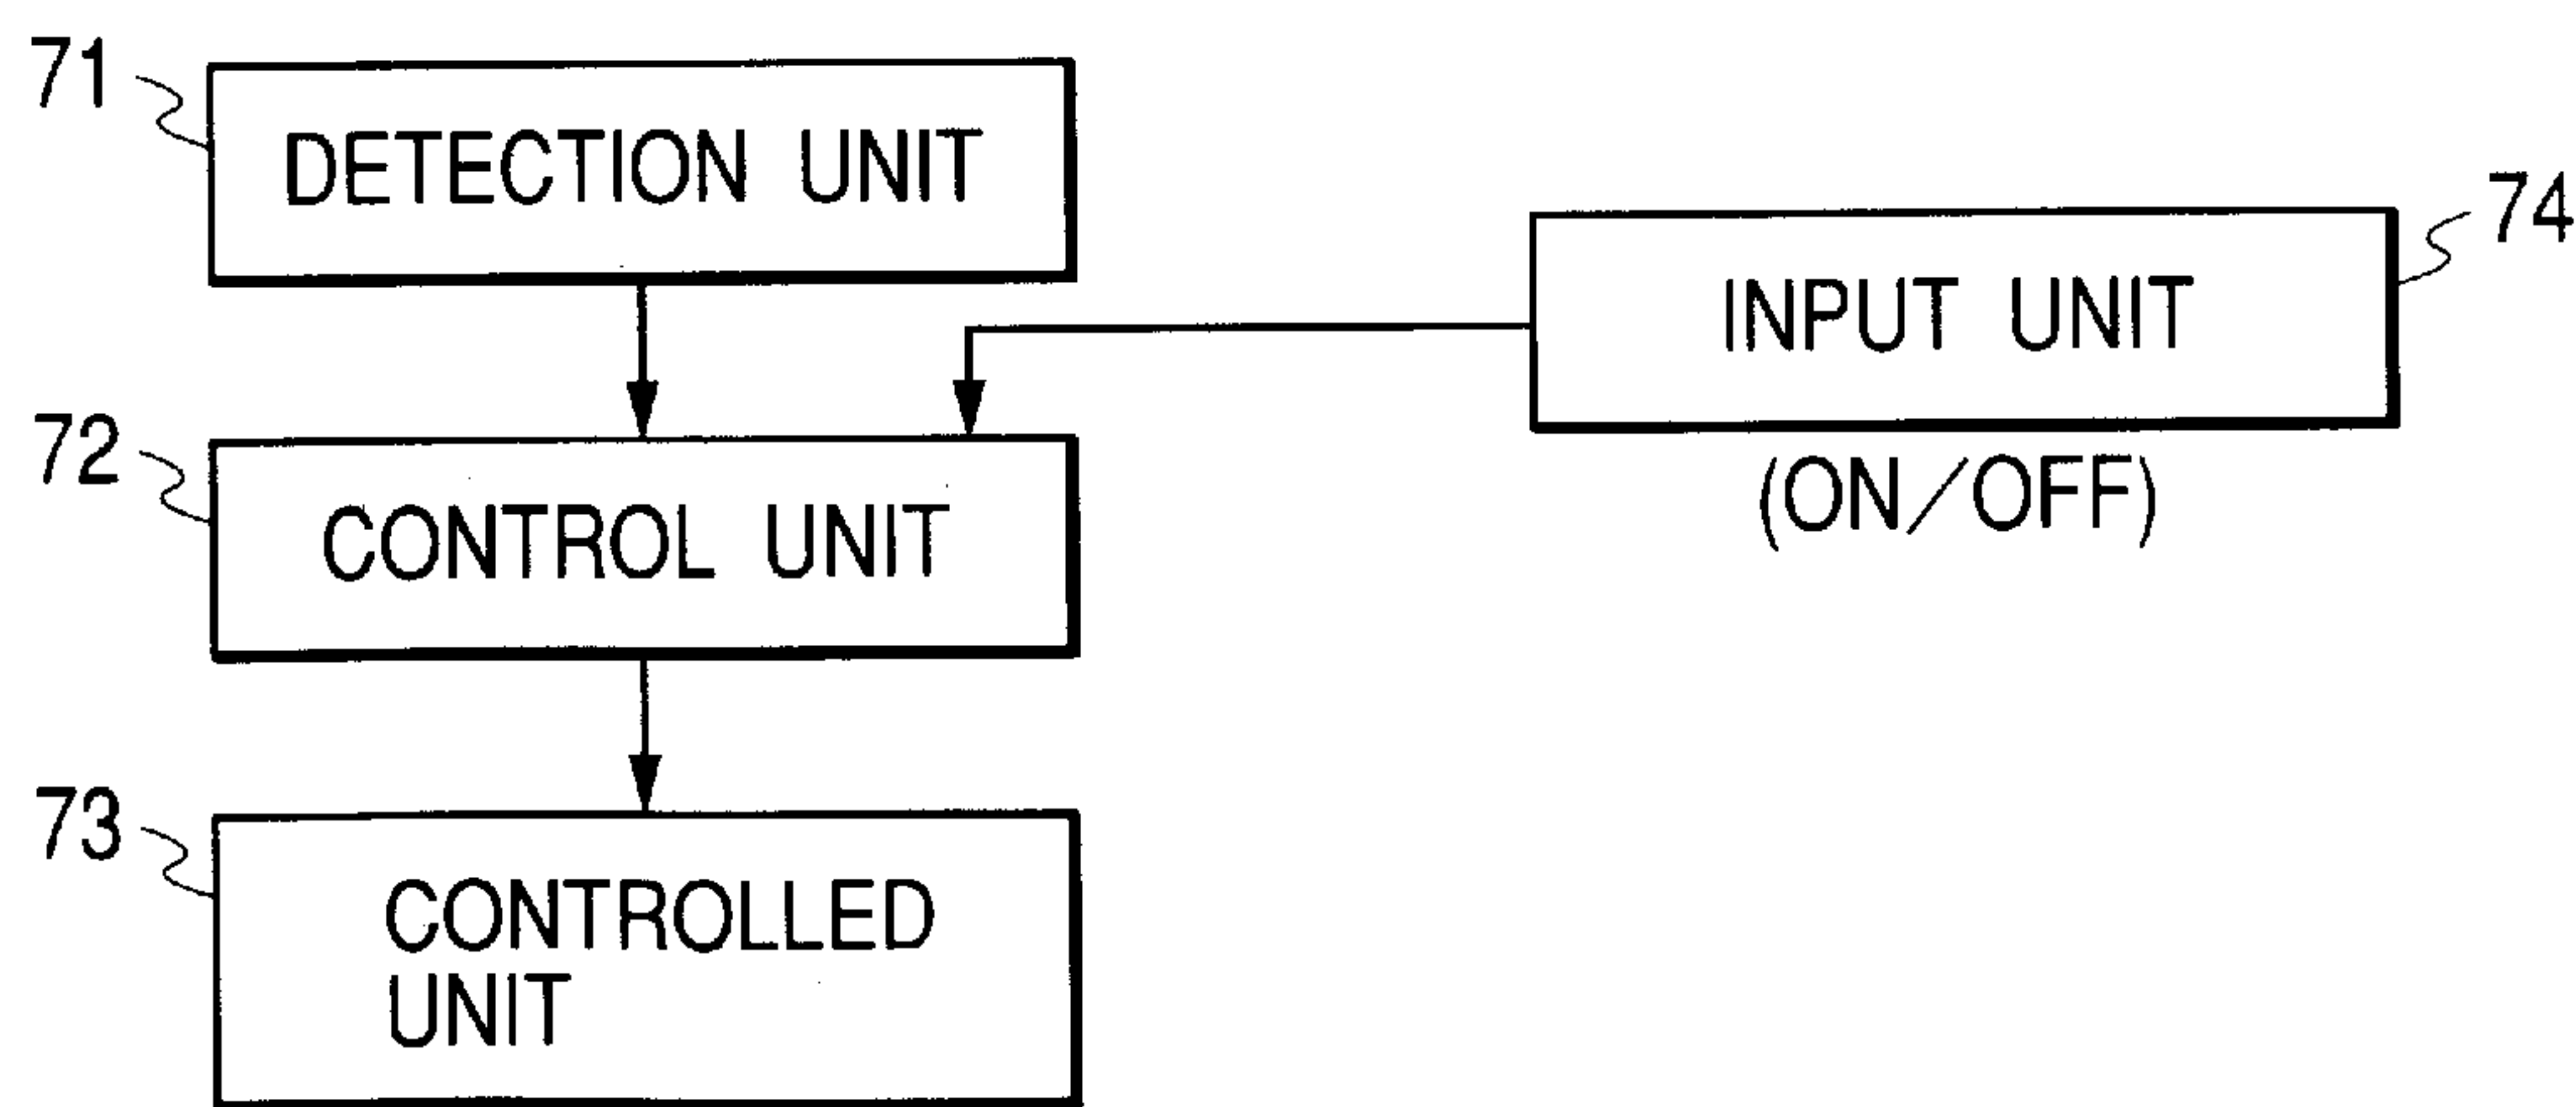 71
DETECTION UNIT
74
INPUT UNIT
(ON/OFF)
72
CONTROL UNIT
73
CONTROLLED
UNIT